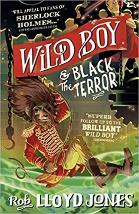 WILL APPEAL TO FANS OF
SHERLOCK
HOLMES...
WILD BOY
& THE
BLACK TERROR
"SUPERB
FOLLOW UP TO THE
BRILLIANT
WILD BOY"
ROB
LLOYD JONES